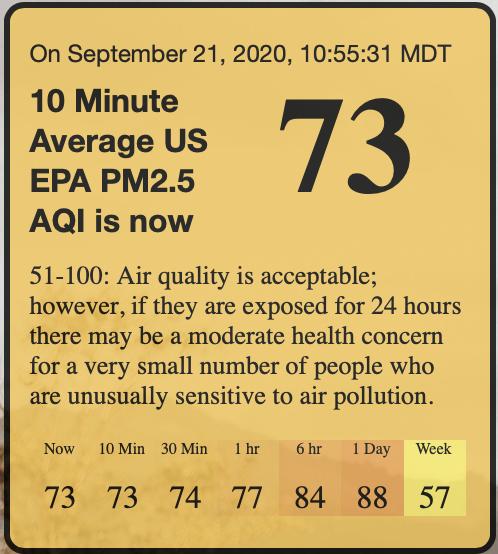 On September 21, 2020, 10:55:31 MDT
10 Minute
Average US
EPA PM2.5
AQI is now
73
51-100: Air quality is acceptable;
however, if they are exposed for 24 hours
there may be a moderate health concern
for a very small number of people who
are unusually sensitive to air pollution.
Now 10 Min 30 Min 1 hr 6 hr 1 Day Week
73 73 74 77 84 88 57